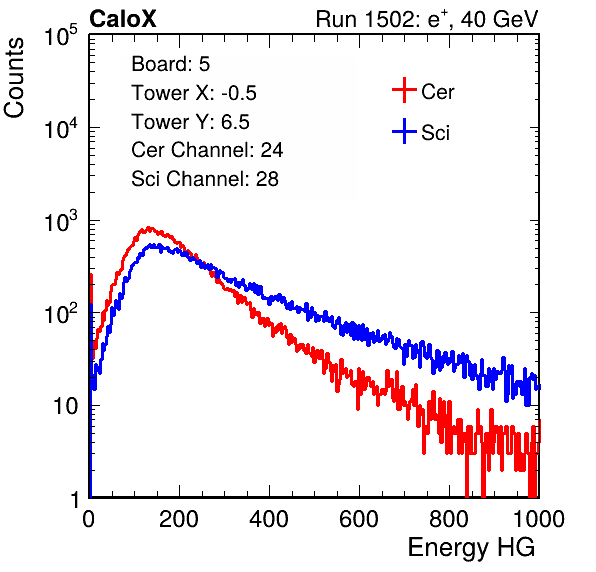 CaloX Run 1502: e⁺, 40 GeV
Counts
10⁵
10⁴
10³
10²
10
1
Board: 5
Tower X: -0.5
Tower Y: 6.5
Cer Channel: 24
Sci Channel: 28
Cer
Sci
0 200 400 600 800 1000
Energy HG